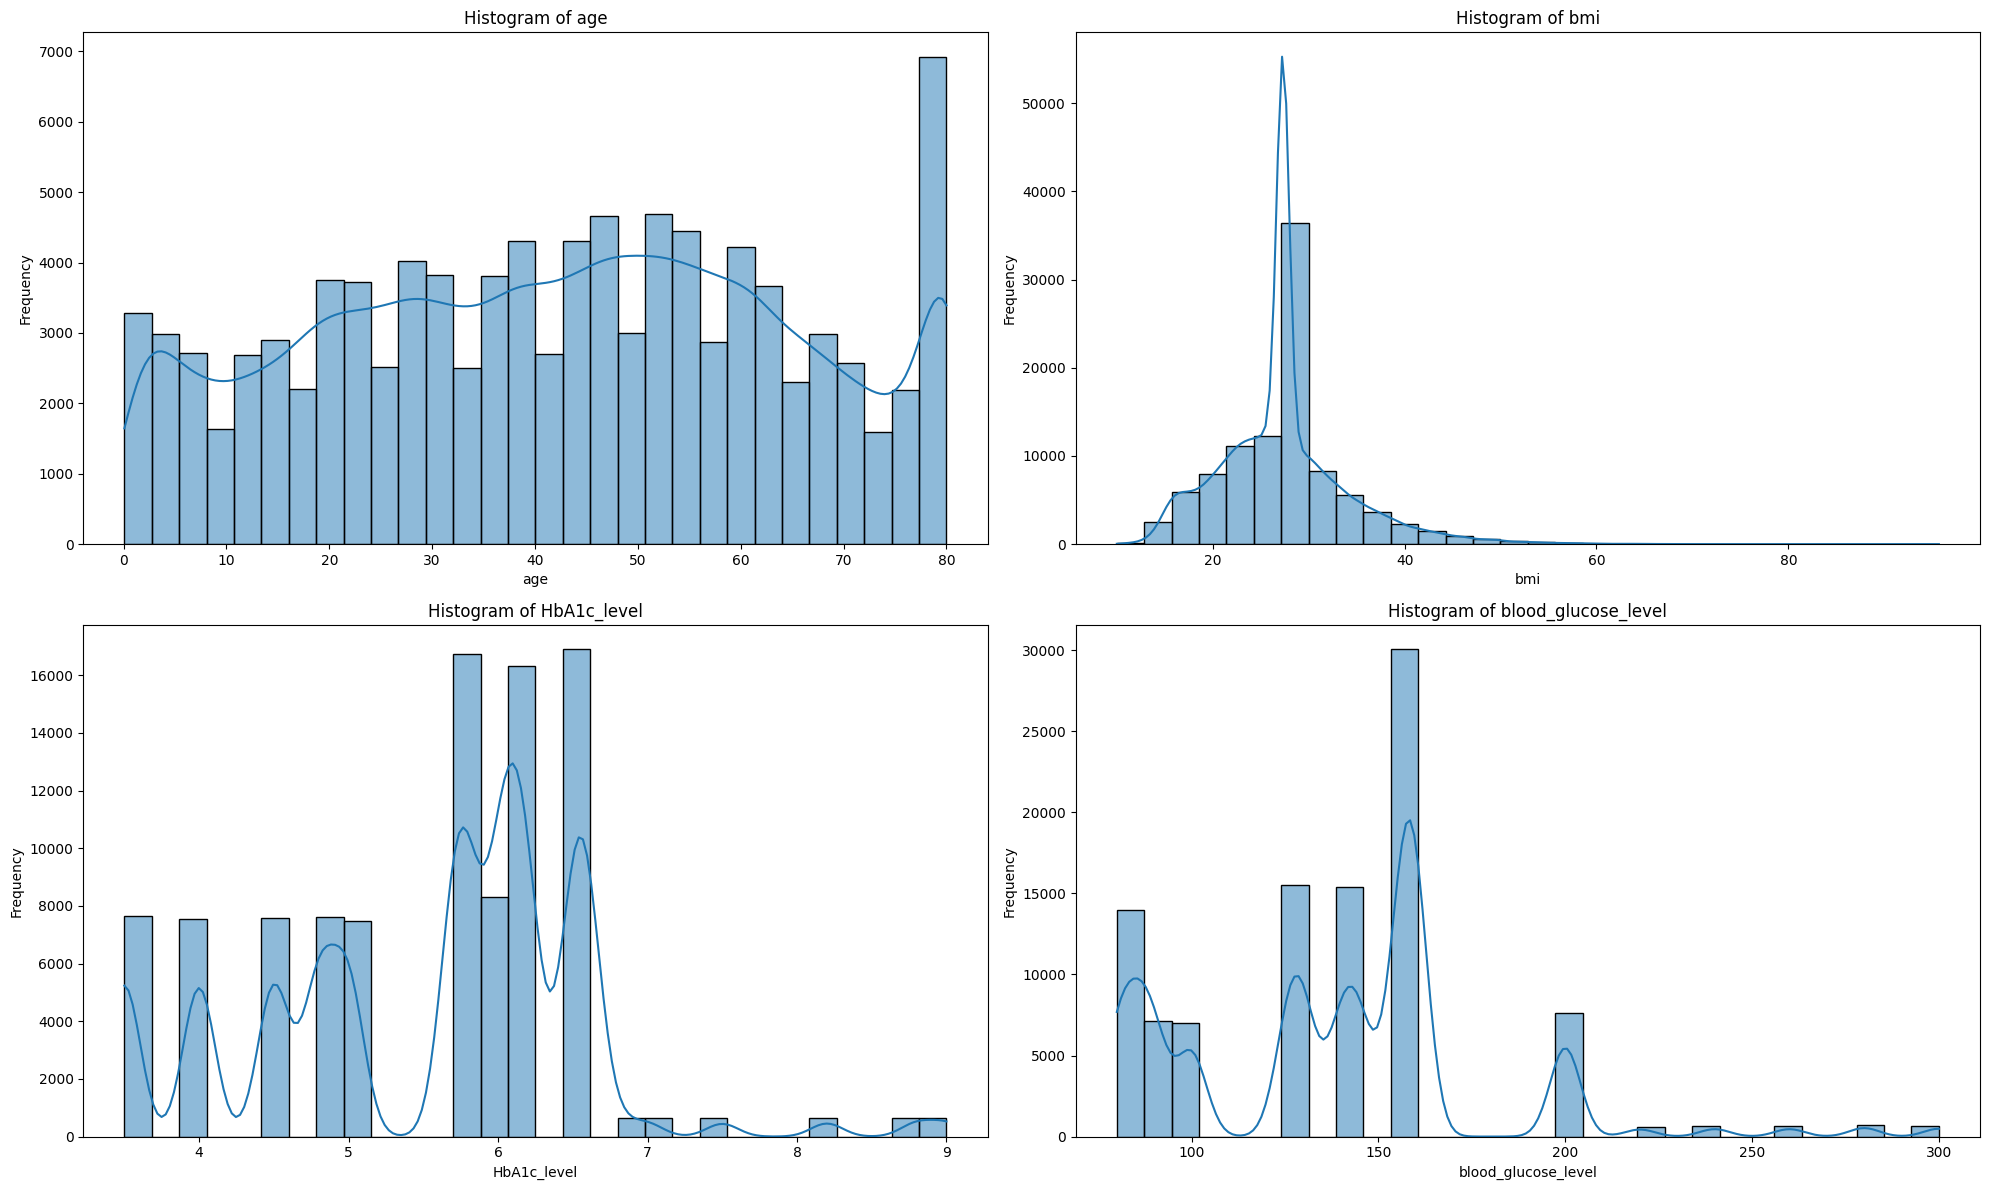 Histogram of age
7000
6000
5000
4000
3000
2000
1000
0
Frequency
0 10 20 30 40 50 60 70 80
age
Histogram of bmi
50000
40000
30000
20000
10000
0
Frequency
20 40 60 80
bmi
Histogram of HbA1c_level
16000
14000
12000
10000
8000
6000
4000
2000
0
Frequency
4 5 6 7 8 9
HbA1c_level
Histogram of blood_glucose_level
30000
25000
20000
15000
10000
5000
0
Frequency
100 150 200 250 300
blood_glucose_level